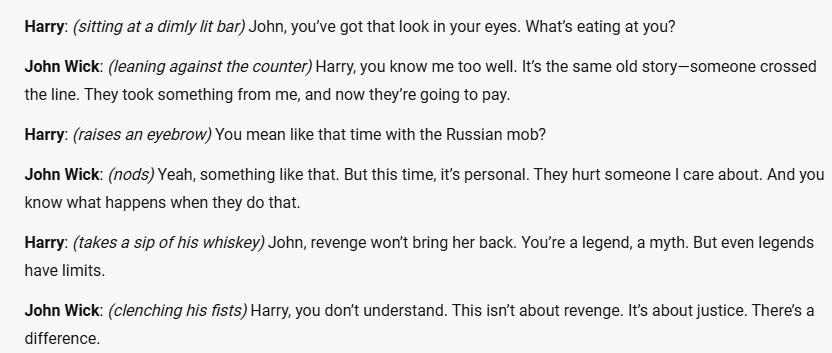 Harry: (sitting at a dimly lit bar) John, you’ve got that look in your eyes. What’s eating at you?
John Wick: (leaning against the counter) Harry, you know me too well. It’s the same old story—someone crossed
the line. They took something from me, and now they’re going to pay.
Harry: (raises an eyebrow) You mean like that time with the Russian mob?
John Wick: (nods) Yeah, something like that. But this time, it’s personal. They hurt someone I care about. And you
know what happens when they do that.
Harry: (takes a sip of his whiskey) John, revenge won’t bring her back. You’re a legend, a myth. But even legends
have limits.
John Wick: (clenching his fists) Harry, you don’t understand. This isn’t about revenge. It’s about justice. There’s a
difference.